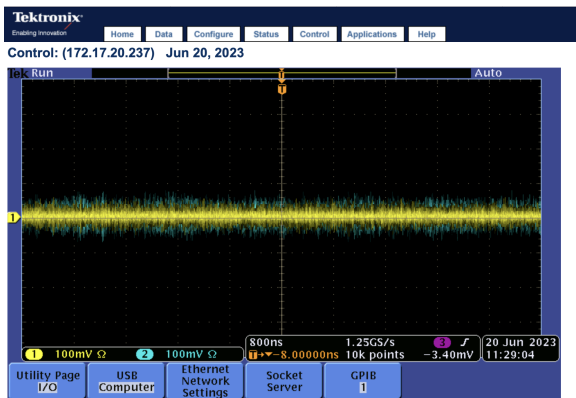 Tektronix
Enabling Innovation
Home Data Configure Status Control Applications Help
Control: (172.17.20.237) Jun 20, 2023
Tek Run Auto
T
T
1
1 100mV Ω 2 100mV Ω
800ns 1.25GS/s 3
T→▼-8.00000ns 10k points -3.40mV
20 Jun 2023
11:29:04
Utility Page
I/O
USB
Computer
Ethernet
Network
Settings
Socket
Server
GPIB
1